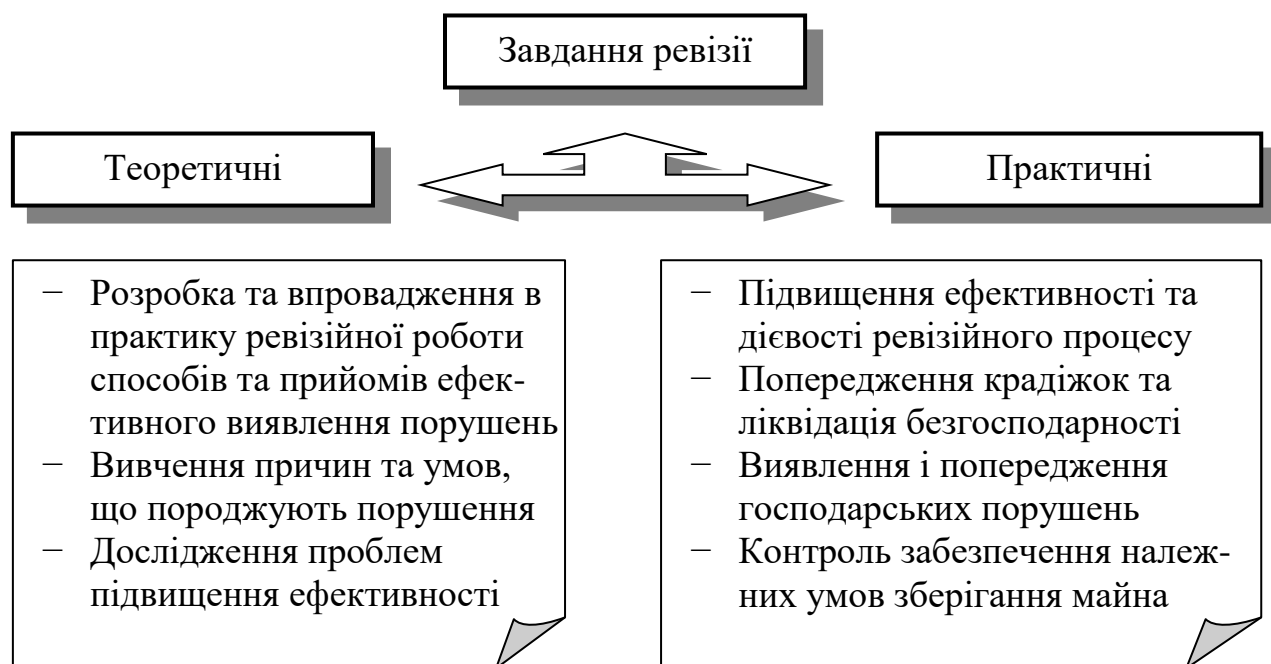 Завдання ревізії
Теоретичні
Практичні
− Розробка та впровадження в
практику ревізійної роботи
способів та прийомів ефек-
тивного виявлення порушень
− Вивчення причин та умов,
що породжують порушення
− Дослідження проблем
підвищення ефективності
− Підвищення ефективності та
дієвості ревізійного процесу
− Попередження крадіжок та
ліквідація безгосподарності
− Виявлення і попередження
господарських порушень
− Контроль забезпечення належ-
них умов зберігання майна